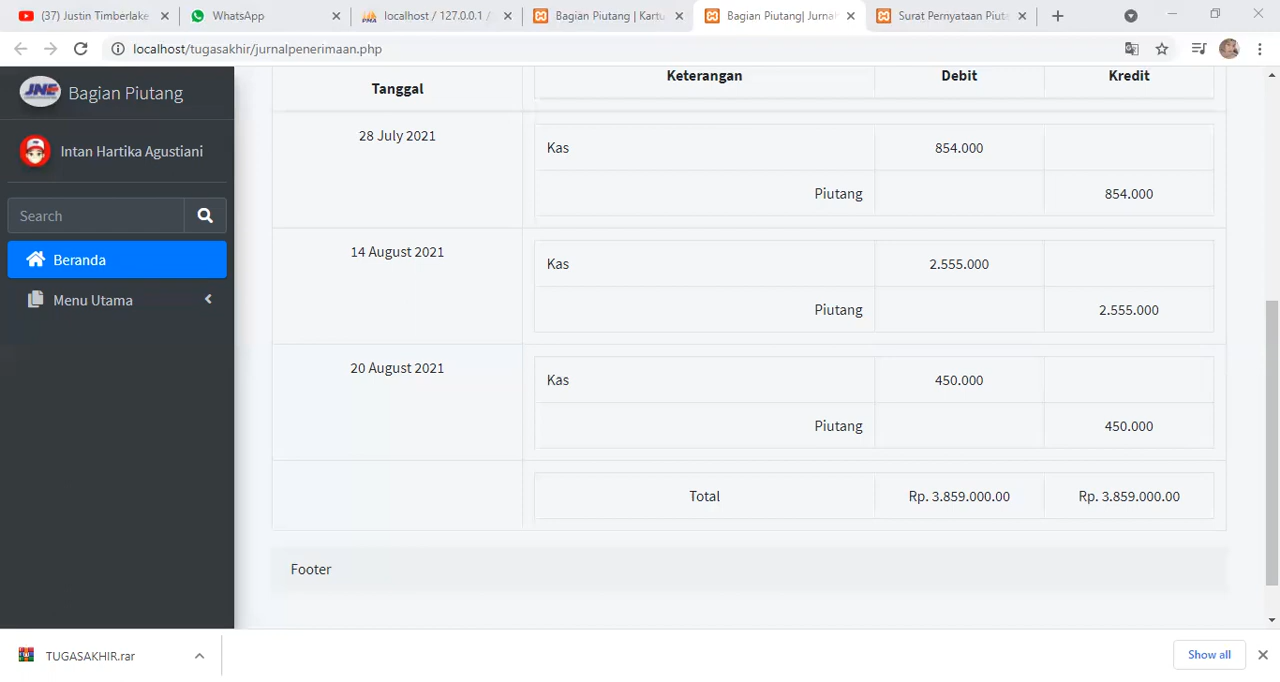 (37) Justin Timberlake
WhatsApp
localhost / 127.0.0.1 /
Bagian Piutang | Kartu
Bagian Piutang| Jurnal
Surat Pernyataan Piuta
localhost/tugasakhir/jurnalpenerimaan.php
JNE
Bagian Piutang
Intan Hartika Agustiani
Search
Beranda
Menu Utama
Tanggal
Keterangan
Debit
Kredit
28 July 2021
Kas
854.000
Piutang
854.000
14 August 2021
Kas
2.555.000
Piutang
2.555.000
20 August 2021
Kas
450.000
Piutang
450.000
Total
Rp. 3.859.000.00
Rp. 3.859.000.00
Footer
TUGASAKHIR.rar
Show all